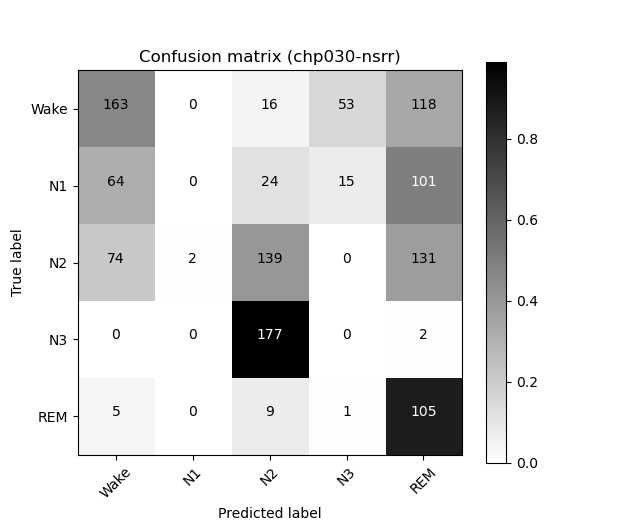 Confusion matrix (chp030-nsrr)
Wake 163 0 16 53 118
N1 64 0 24 15 101
N2 74 2 139 0 131
N3 0 0 177 0 2
REM 5 0 9 1 105
Wake N1 N2 N3 REM
True label
Predicted label
0.8
0.6
0.4
0.2
0.0